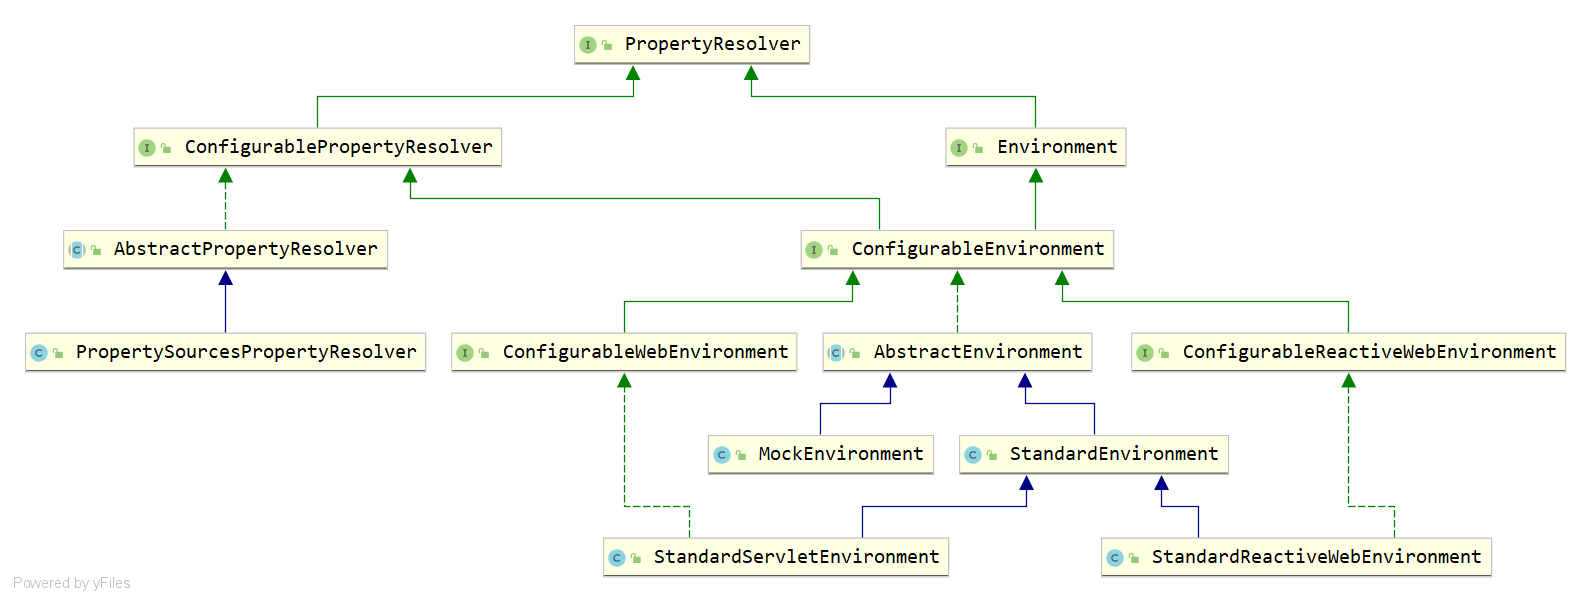 PropertyResolver
ConfigurablePropertyResolver
Environment
AbstractPropertyResolver
ConfigurableEnvironment
PropertySourcesPropertyResolver
ConfigurableWebEnvironment
AbstractEnvironment
ConfigurableReactiveWebEnvironment
MockEnvironment
StandardEnvironment
StandardServletEnvironment
StandardReactiveWebEnvironment
Powered by yFiles